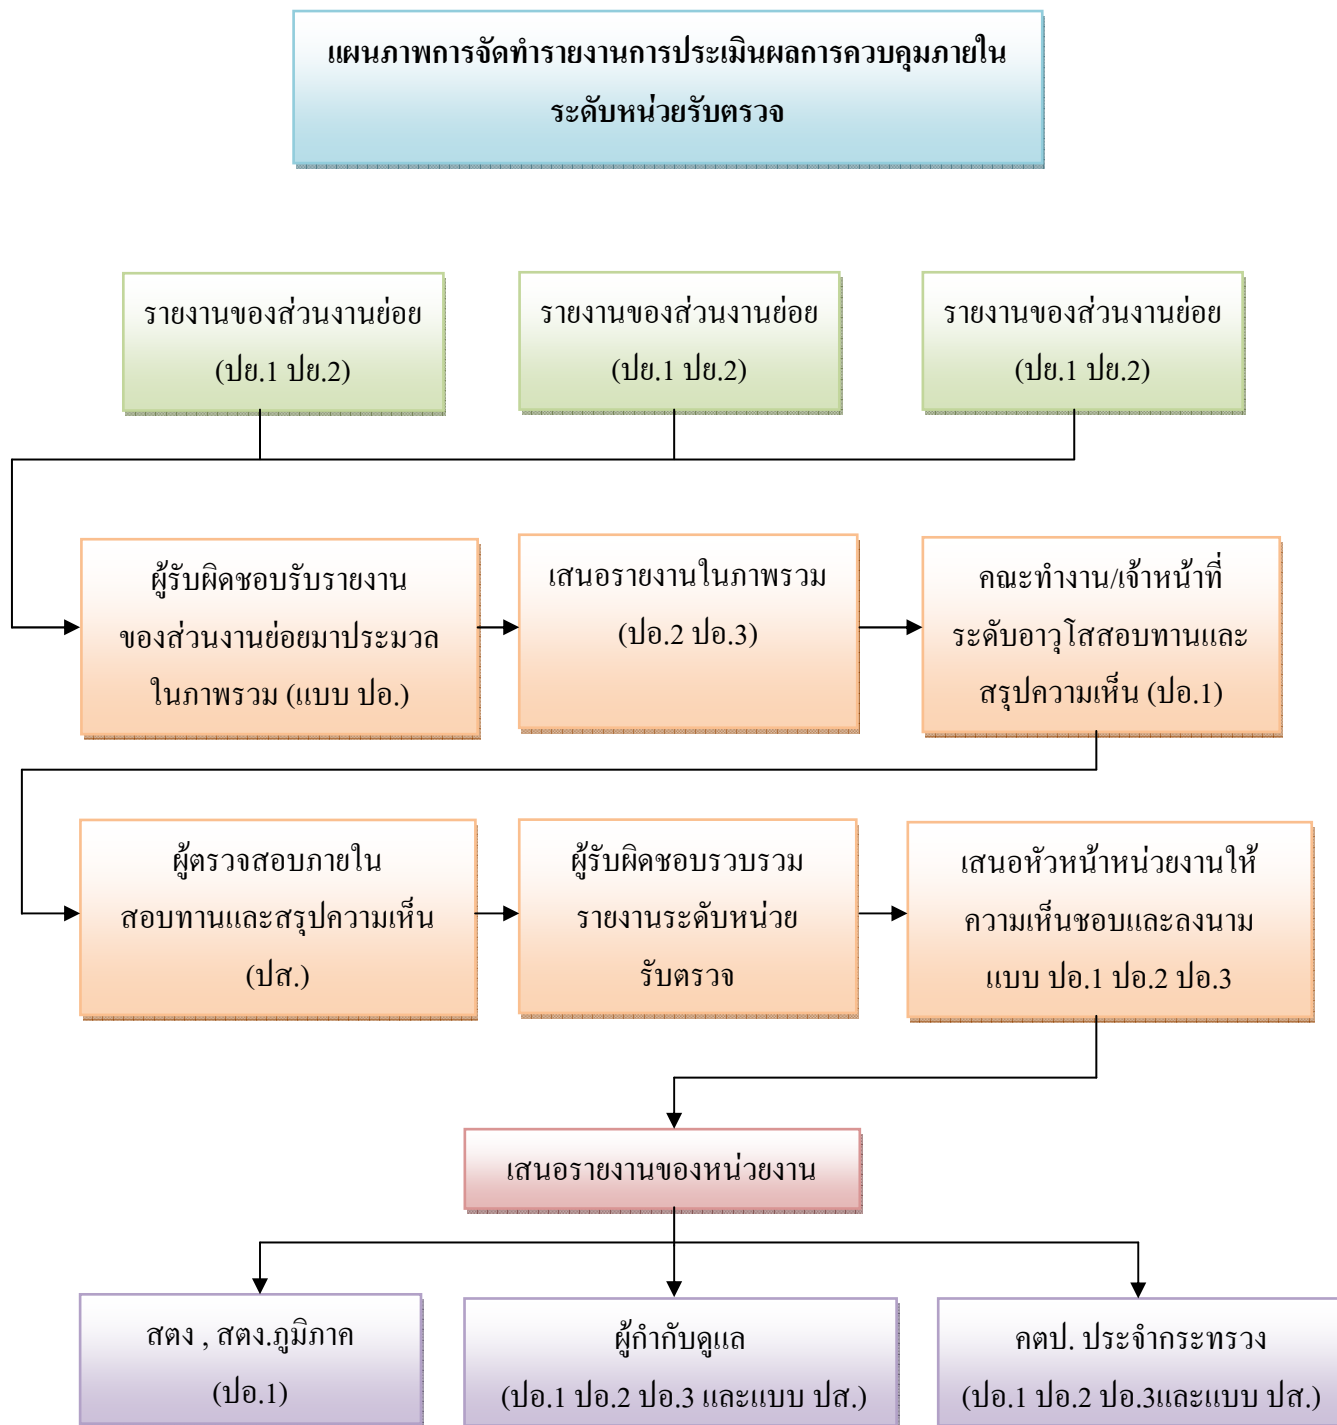 แผนภาพการจัดทำรายงานการประเมินผลการควบคุมภายใน
ระดับหน่วยรับตรวจ
รายงานของส่วนงานย่อย
(ปย.1 ปย.2)
รายงานของส่วนงานย่อย
(ปย.1 ปย.2)
รายงานของส่วนงานย่อย
(ปย.1 ปย.2)
ผู้รับผิดชอบรับรายงาน
ของส่วนงานย่อยมาประมวล
ในภาพรวม (แบบ ปอ.)
เสนอรายงานในภาพรวม
(ปอ.2 ปอ.3)
คณะทำงาน/เจ้าหน้าที่
ระดับอาวุโสสอบทานและ
สรุปความเห็น (ปอ.1)
ผู้ตรวจสอบภายใน
สอบทานและสรุปความเห็น
(ปส.)
ผู้รับผิดชอบรวบรวม
รายงานระดับหน่วย
รับตรวจ
เสนอหัวหน้าหน่วยงานให้
ความเห็นชอบและลงนาม
แบบ ปอ.1 ปอ.2 ปอ.3
เสนอรายงานของหน่วยงาน
สตง , สตง.ภูมิภาค
(ปอ.1)
ผู้กำกับดูแล
(ปอ.1 ปอ.2 ปอ.3 และแบบ ปส.)
คตป. ประจำกระทรวง
(ปอ.1 ปอ.2 ปอ.3และแบบ ปส.)